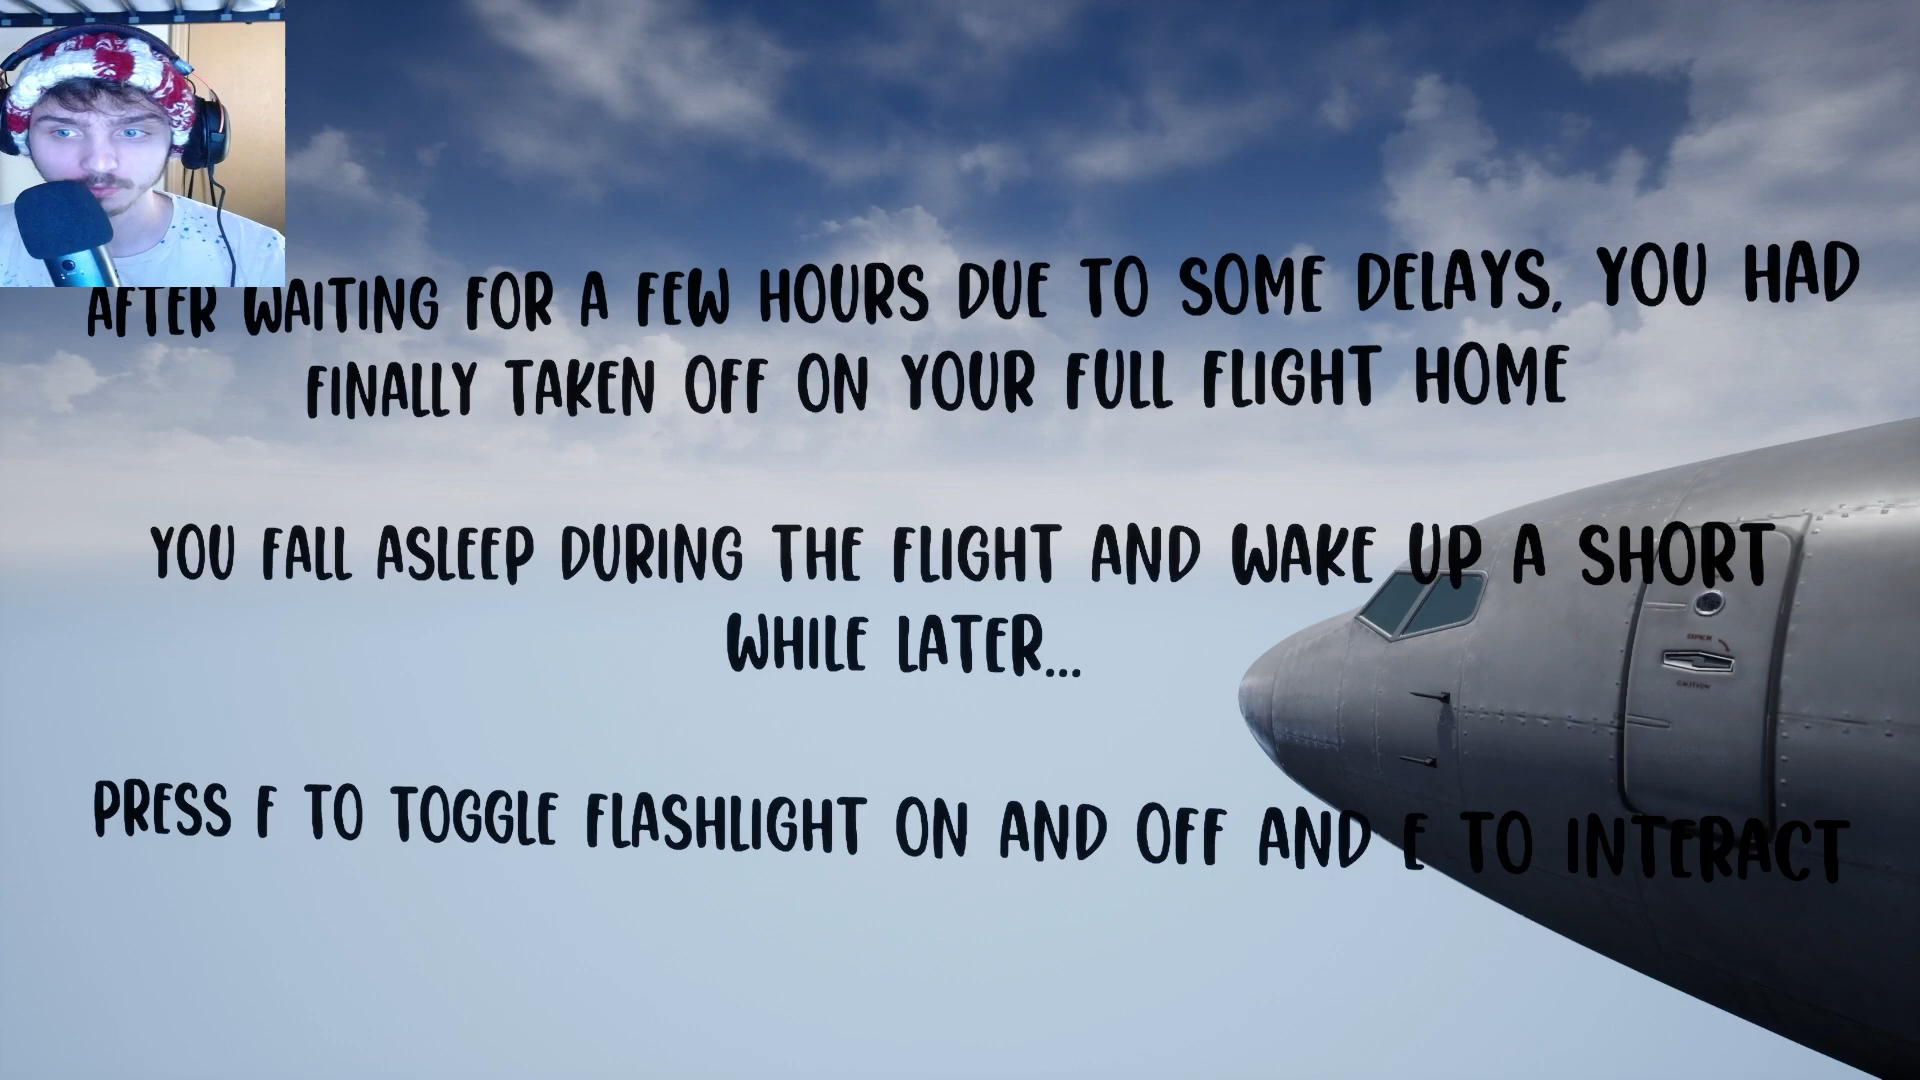 AFTER WAITING FOR A FEW HOURS DUE TO SOME DELAYS, YOU HAD
FINALLY TAKEN OFF ON YOUR FULL FLIGHT HOME
YOU FALL ASLEEP DURING THE FLIGHT AND WAKE UP A SHORT
WHILE LATER...
OPEN
CAUTION
PRESS F TO TOGGLE FLASHLIGHT ON AND OFF AND E TO INTERACT